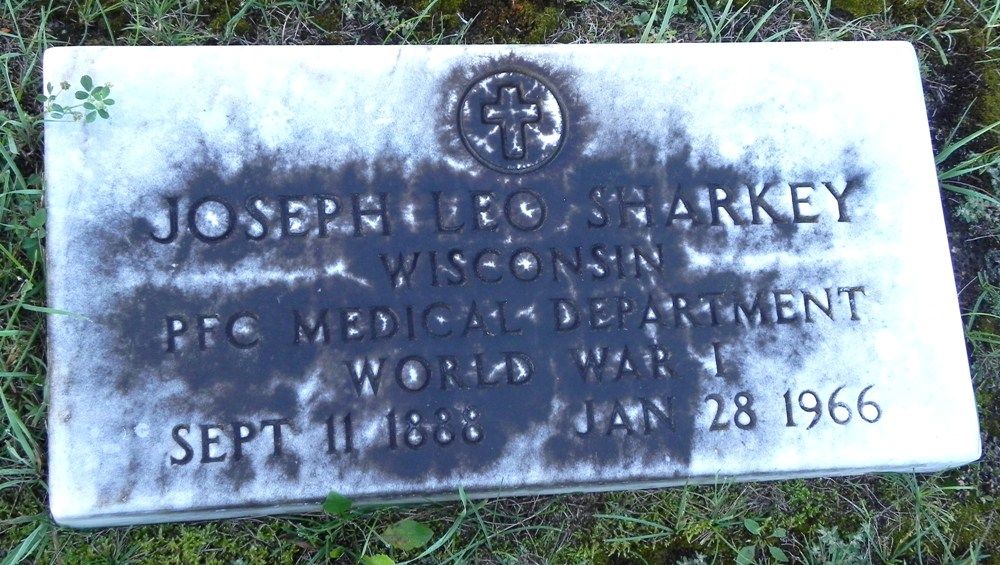 JOSEPH LEO SHARKEY
WISCONSIN
PFC MEDICAL DEPARTMENT
WORLD WAR I
SEPT 11 1888 JAN 28 1966